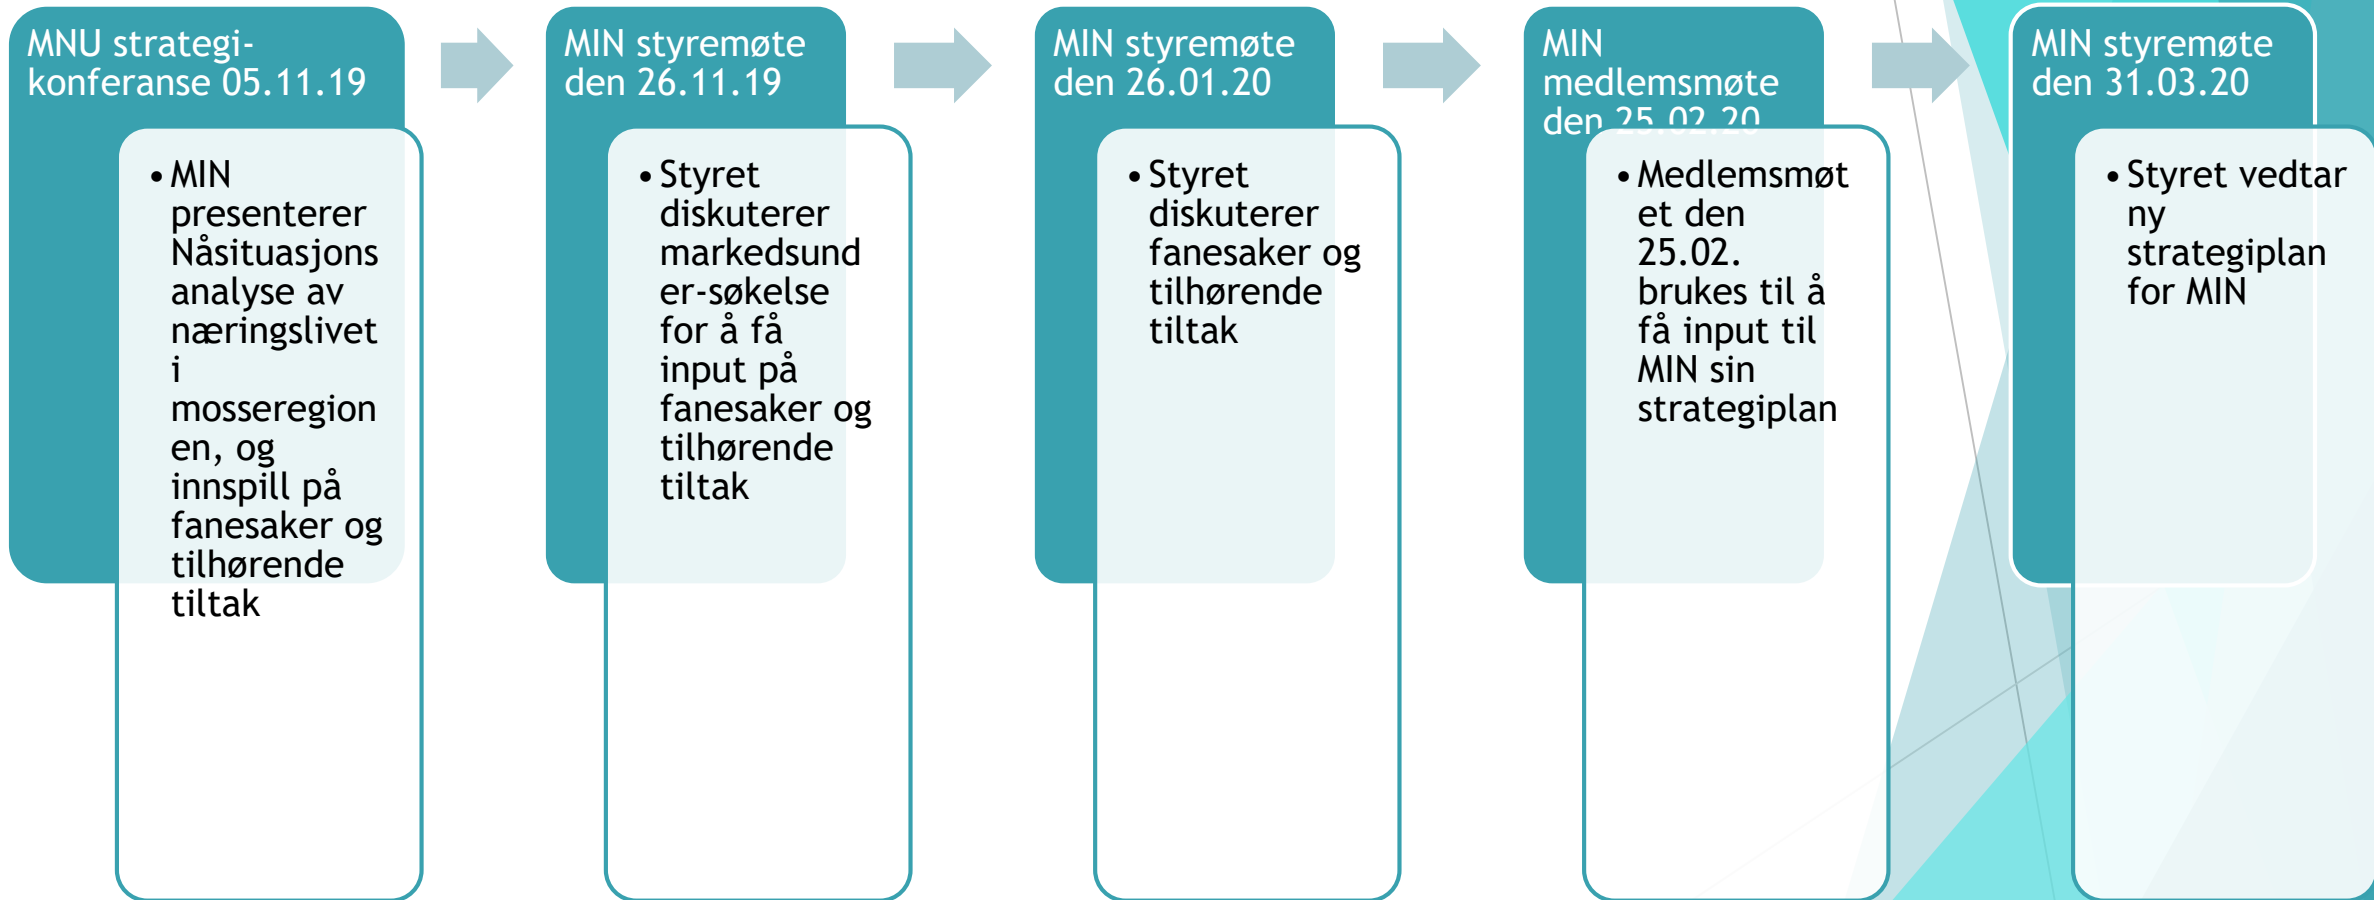 MNU strategi-
konferanse 05.11.19
• MIN
presenterer
Nåsituasjons
analyse av
næringslivet
i
mosseregion
en, og
innspill på
fanesaker og
tilhørende
tiltak
MIN styremøte
den 26.11.19
• Styret
diskuterer
markedsund
er-søkelse
for å få
input på
fanesaker og
tilhørende
tiltak
MIN styremøte
den 26.01.20
• Styret
diskuterer
fanesaker og
tilhørende
tiltak
MIN
medlemsmøte
den 25.02.20
• Medlemsmøt
et den
25.02.
brukes til å
få input til
MIN sin
strategiplan
MIN styremøte
den 31.03.20
• Styret vedtar
ny
strategiplan
for MIN